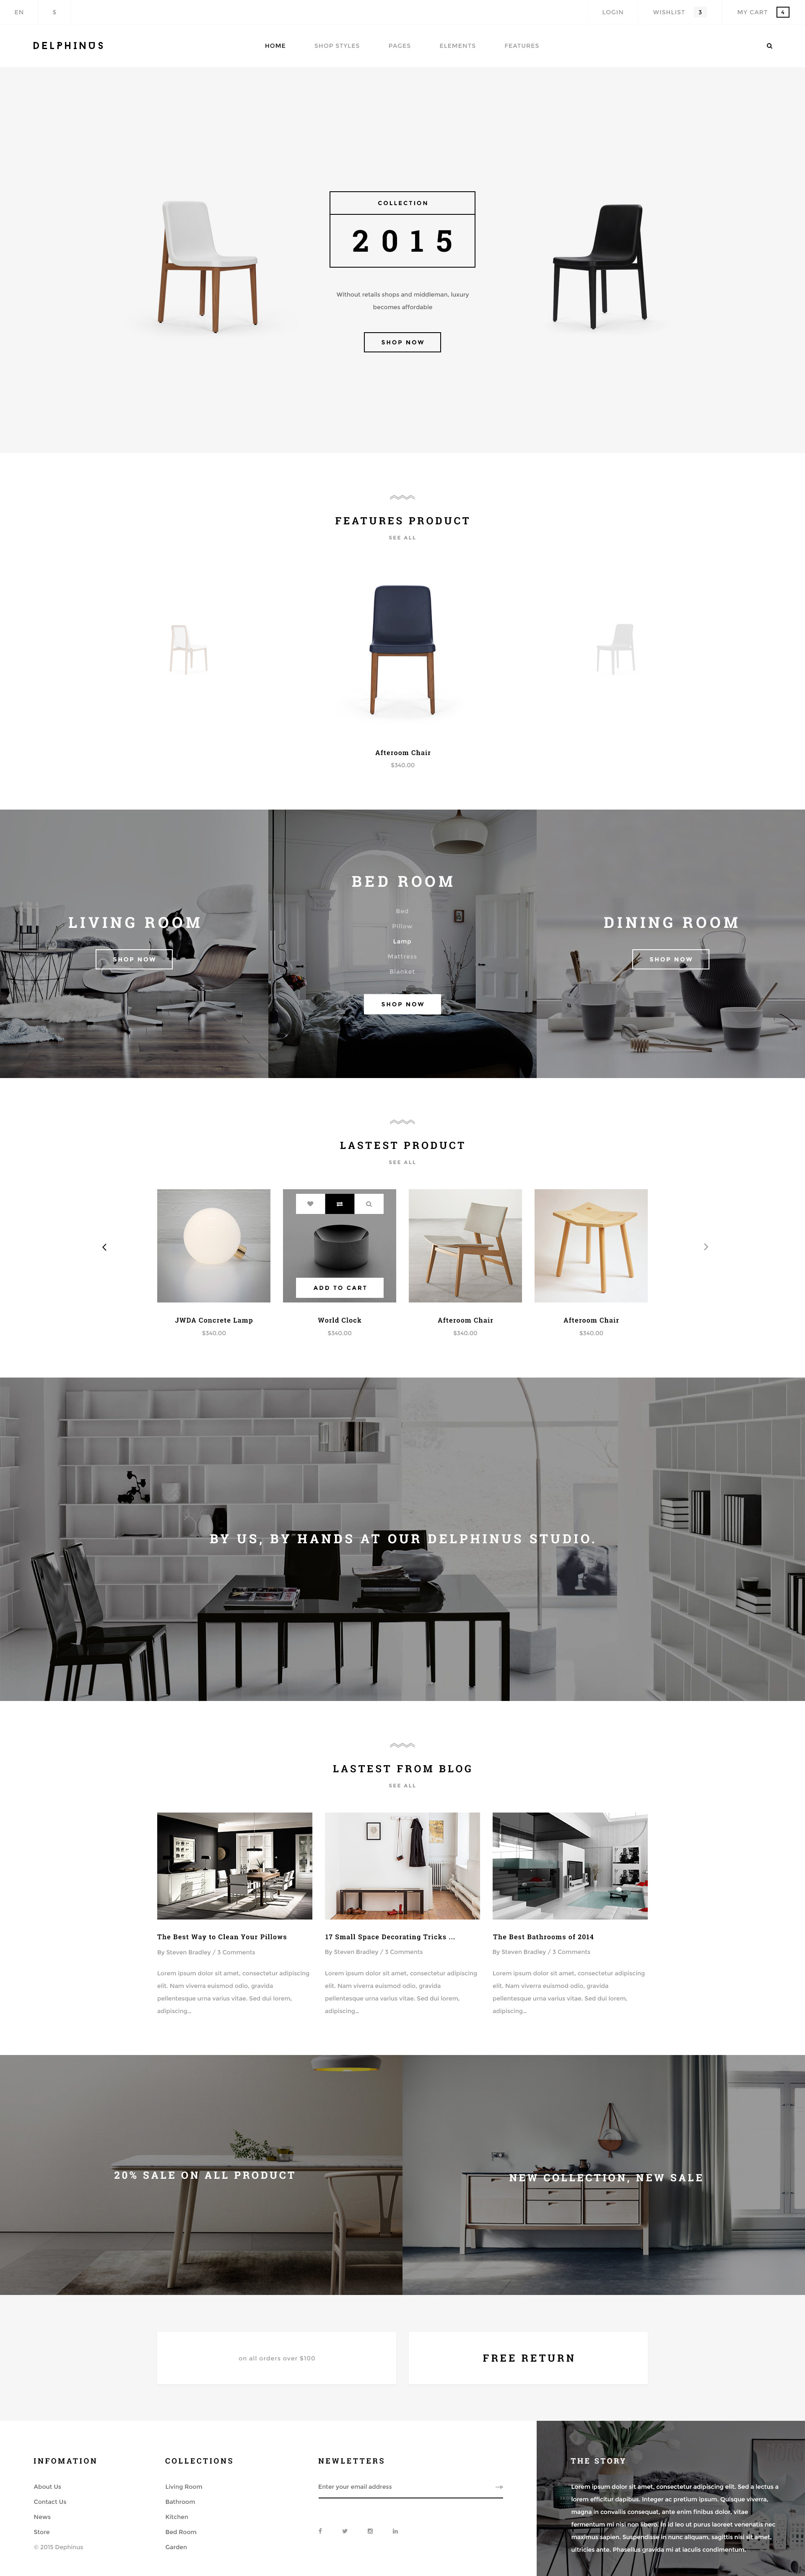 EN $ LOGIN WISHLIST 3 MY CART 4
DELPHINUS HOME SHOP STYLES PAGES ELEMENTS FEATURES
COLLECTION
2015
Without retails shops and middleman, luxury
becomes affordable
SHOP NOW
FEATURES PRODUCT
SEE ALL
Afteroom Chair
$340.00
LIVING ROOM
SHOP NOW
BED ROOM
Bed
Pillow
Lamp
Mattress
Blanket
SHOP NOW
DINING ROOM
SHOP NOW
LASTEST PRODUCT
SEE ALL
ADD TO CART
JWDA Concrete Lamp
$340.00
World Clock
$340.00
Afteroom Chair
$340.00
Afteroom Chair
$340.00
BY US, BY HANDS AT OUR DELPHINUS STUDIO.
LASTEST FROM BLOG
SEE ALL
The Best Way to Clean Your Pillows
By Steven Bradley / 3 Comments
Lorem ipsum dolor sit amet, consectetur adipiscing
elit. Nam viverra euismod odio, gravida
pellentesque urna varius vitae. Sed dui lorem,
adipiscing...
17 Small Space Decorating Tricks ...
By Steven Bradley / 3 Comments
Lorem ipsum dolor sit amet, consectetur adipiscing
elit. Nam viverra euismod odio, gravida
pellentesque urna varius vitae. Sed dui lorem,
adipiscing...
The Best Bathrooms of 2014
By Steven Bradley / 3 Comments
Lorem ipsum dolor sit amet, consectetur adipiscing
elit. Nam viverra euismod odio, gravida
pellentesque urna varius vitae. Sed dui lorem,
adipiscing...
20% SALE ON ALL PRODUCT
NEW COLLECTION, NEW SALE
on all orders over $100
FREE RETURN
INFOMATION
About Us
Contact Us
News
Store
© 2015 Dephinus
COLLECTIONS
Living Room
Bathroom
Kitchen
Bed Room
Garden
NEWLETTERS
Enter your email address
THE STORY
Lorem ipsum dolor sit amet, consectetur adipiscing elit. Sed a lectus a
lorem efficitur dapibus. Integer ac pretium ipsum. Quisque viverra,
magna in convallis consequat, ante enim finibus dolor, vitae
fermentum mi nisi non libero. In id leo ut purus laoreet venenatis nec
maximus sapien. Suspendisse in nunc aliquam, sagittis nisi sit amet,
ultricies ante. Phasellus gravida mi at iaculis condimentum.